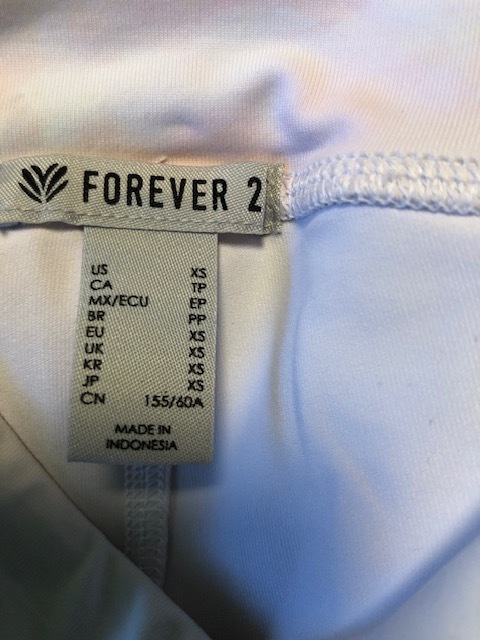 FOREVER 2
US XS
CA TP
MX/ECU EP
BR PP
EU XS
UK XS
KR XS
JP XS
CN 155/60A
MADE IN
INDONESIA